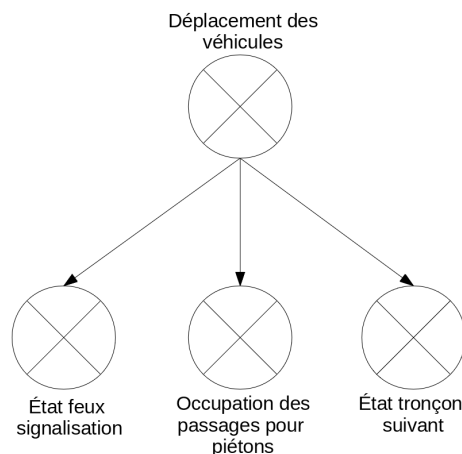 Déplacement des
véhicules
État feux
signalisation
Occupation des
passages pour
piétons
État tronçon
suivant